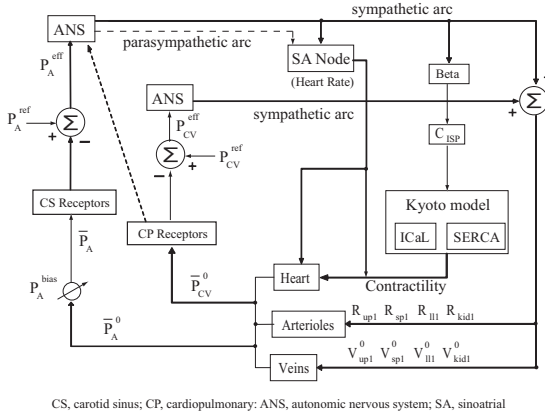 sympathetic arc
ANS
parasympathetic arc
SA Node
(Heart Rate)
Beta
P_A^eff
ANS
sympathetic arc
Σ
+
P_CV^eff
P_A^ref
Σ
+
−
C_ISP
Σ
P_CV^ref
−
+
CS Receptors
Kyoto model
ICaL
SERCA
P̅_A
CP Receptors
Heart
Contractility
P_A^bias
P̅_CV^0
Arterioles
R_up1 R_sp1 R_ll1 R_kid1
P̅_A^0
V_up1^0 V_sp1^0 V_ll1^0 V_kid1^0
Veins
CS, carotid sinus; CP, cardiopulmonary: ANS, autonomic nervous system; SA, sinoatrial